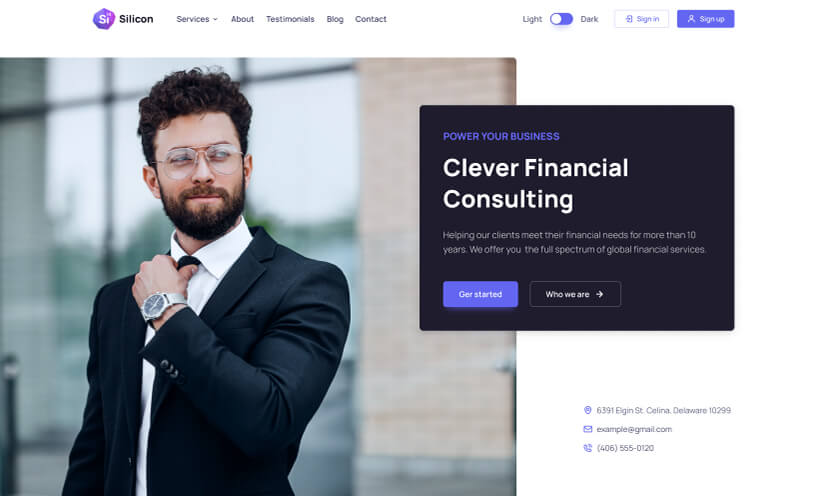 Si Silicon
Services About Testimonials Blog Contact
Light Dark
Sign in
Sign up
POWER YOUR BUSINESS
Clever Financial
Consulting
Helping our clients meet their financial needs for more than 10
years. We offer you the full spectrum of global financial services.
Get started
Who we are
6391 Elgin St. Celina, Delaware 10299
example@gmail.com
(406) 555-0120